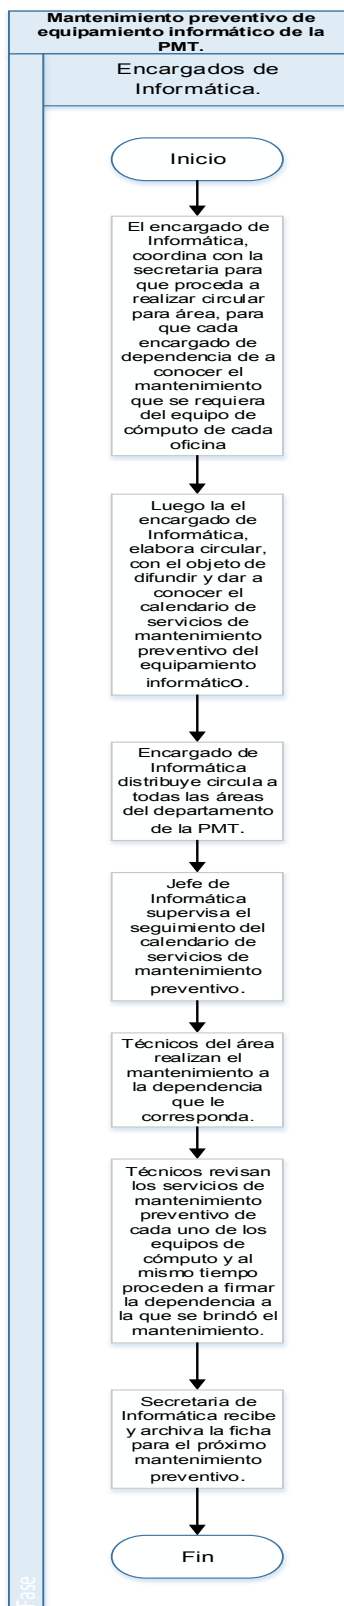 Mantenimiento preventivo de
equipamiento informático de la
PMT.
Encargados de
Informática.
Inicio
El encargado de
Informática,
coordina con la
secretaria para
que proceda a
realizar circular
para área, para
que cada
encargado de
dependencia de a
conocer el
mantenimiento
que se requiera
del equipo de
cómputo de cada
oficina
Luego la el
encargado de
Informática,
elabora circular,
con el objeto de
difundir y dar a
conocer el
calendario de
servicios de
mantenimiento
preventivo del
equipamiento
informático.
Encargado de
Informática
distribuye circula a
todas las áreas
del departamento
de la PMT.
Jefe de
Informática
supervisa el
seguimiento del
calendario de
servicios de
mantenimiento
preventivo.
Técnicos del área
realizan el
mantenimiento a
la dependencia
que le
corresponda.
Técnicos revisan
los servicios de
mantenimiento
preventivo de
cada uno de los
equipos de
cómputo y al
mismo tiempo
proceden a firmar
la dependencia a
la que se brindó el
mantenimiento.
Secretaria de
Informática recibe
y archiva la ficha
para el próximo
mantenimiento
preventivo.
Fin
Fase